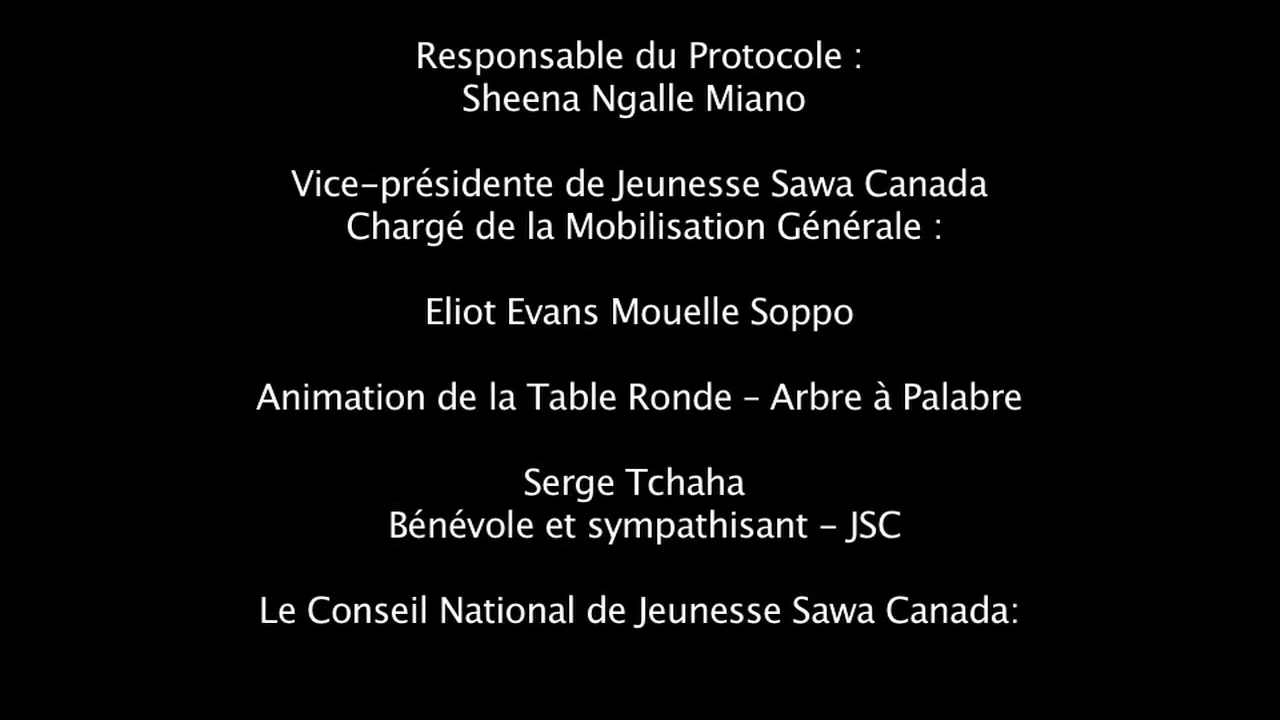 Responsable du Protocole :
Sheena Ngalle Miano
Vice-présidente de Jeunesse Sawa Canada
Chargé de la Mobilisation Générale :
Eliot Evans Mouelle Soppo
Animation de la Table Ronde - Arbre à Palabre
Serge Tchaha
Bénévole et sympathisant - JSC
Le Conseil National de Jeunesse Sawa Canada: